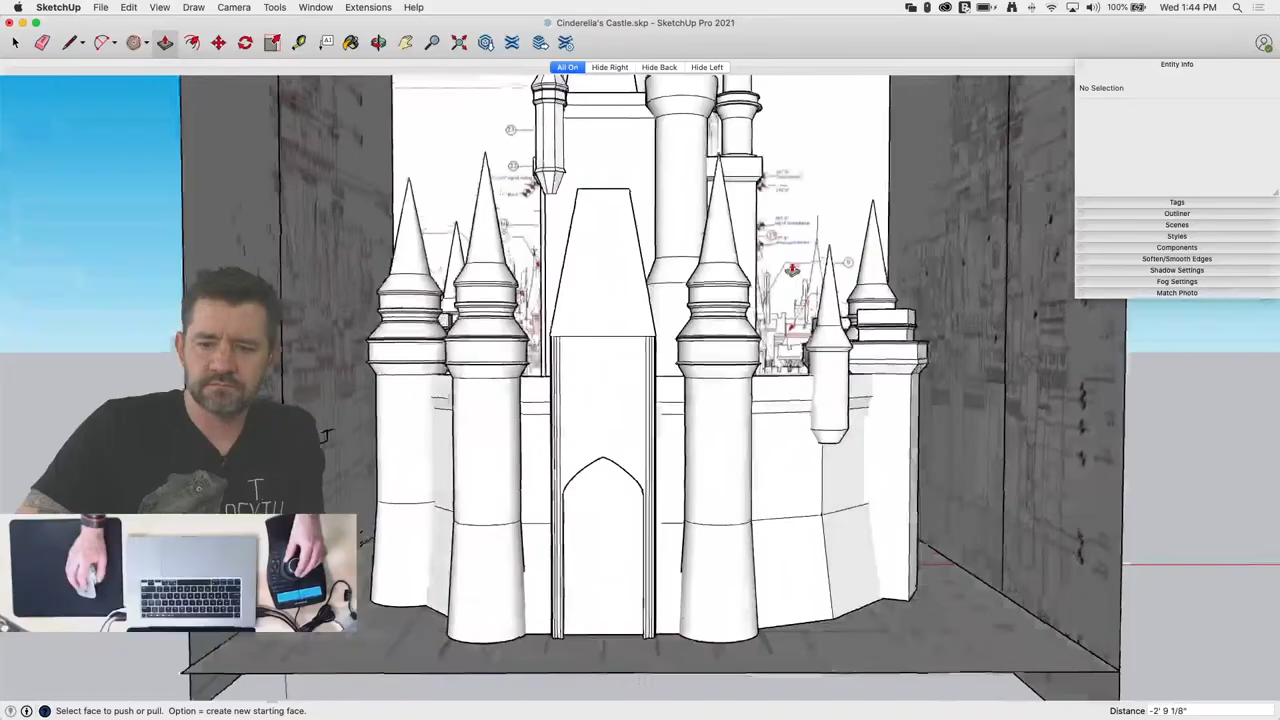 SketchUp File Edit View Draw Camera Tools Window Extensions Help
100% Wed 1:44 PM
Cinderella's Castle.skp - SketchUp Pro 2021
All On Hide Right Hide Back Hide Left
Entity Info
No Selection
Tags
Outliner
Scenes
Styles
Components
Soften/Smooth Edges
Shadow Settings
Fog Settings
Match Photo
Select face to push or pull. Option = create new starting face.
Distance -2' 9 1/8"